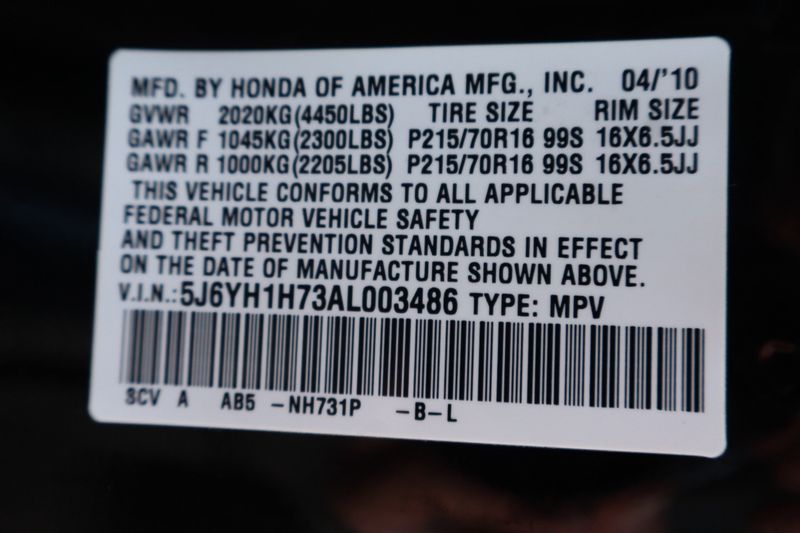 MFD. BY HONDA OF AMERICA MFG., INC. 04/'10
GVWR 2020KG(4450LBS) TIRE SIZE RIM SIZE
GAWR F 1045KG(2300LBS) P215/70R16 99S 16X6.5JJ
GAWR R 1000KG(2205LBS) P215/70R16 99S 16X6.5JJ
THIS VEHICLE CONFORMS TO ALL APPLICABLE
FEDERAL MOTOR VEHICLE SAFETY
AND THEFT PREVENTION STANDARDS IN EFFECT
ON THE DATE OF MANUFACTURE SHOWN ABOVE.
V.I.N.: 5J6YH1H73AL003486 TYPE: MPV
SCV A AB5 -NH731P -B-L